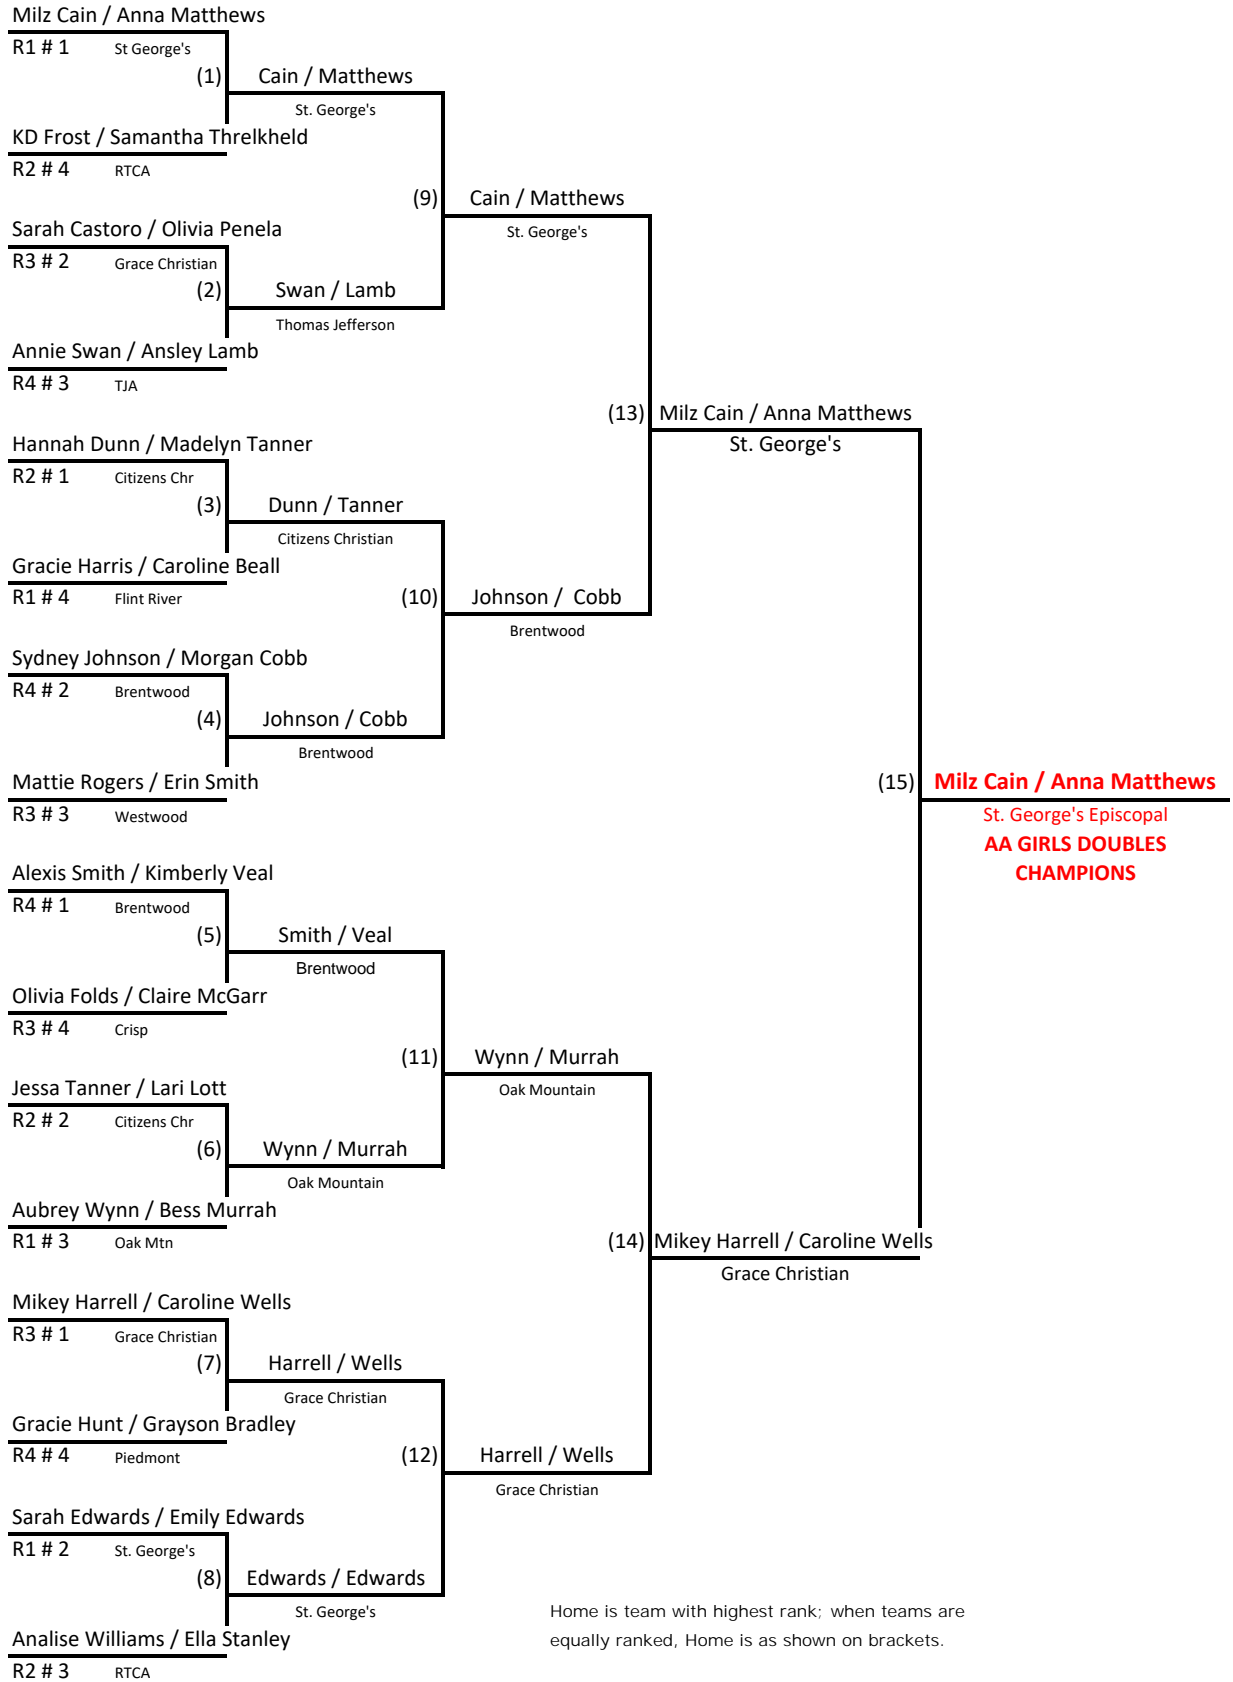 Milz Cain / Anna Matthews
R1 # 1 St George's
(1) Cain / Matthews
St. George's
KD Frost / Samantha Threlkheld
R2 # 4 RTCA
(9) Cain / Matthews
St. George's
Sarah Castoro / Olivia Penela
R3 # 2 Grace Christian
(2) Swan / Lamb
Thomas Jefferson
Annie Swan / Ansley Lamb
R4 # 3 TJA
(13) Milz Cain / Anna Matthews
St. George's
Hannah Dunn / Madelyn Tanner
R2 # 1 Citizens Chr
(3) Dunn / Tanner
Citizens Christian
Gracie Harris / Caroline Beall
R1 # 4 Flint River
(10) Johnson / Cobb
Brentwood
Sydney Johnson / Morgan Cobb
R4 # 2 Brentwood
(4) Johnson / Cobb
Brentwood
Mattie Rogers / Erin Smith
R3 # 3 Westwood
(15) Milz Cain / Anna Matthews
St. George's Episcopal
AA GIRLS DOUBLES
CHAMPIONS
Alexis Smith / Kimberly Veal
R4 # 1 Brentwood
(5) Smith / Veal
Brentwood
Olivia Folds / Claire McGarr
R3 # 4 Crisp
(11) Wynn / Murrah
Oak Mountain
Jessa Tanner / Lari Lott
R2 # 2 Citizens Chr
(6) Wynn / Murrah
Oak Mountain
Aubrey Wynn / Bess Murrah
R1 # 3 Oak Mtn
(14) Mikey Harrell / Caroline Wells
Grace Christian
Mikey Harrell / Caroline Wells
R3 # 1 Grace Christian
(7) Harrell / Wells
Grace Christian
Gracie Hunt / Grayson Bradley
R4 # 4 Piedmont
(12) Harrell / Wells
Grace Christian
Sarah Edwards / Emily Edwards
R1 # 2 St. George's
(8) Edwards / Edwards
St. George's
Analise Williams / Ella Stanley
R2 # 3 RTCA
Home is team with highest rank; when teams are
equally ranked, Home is as shown on brackets.